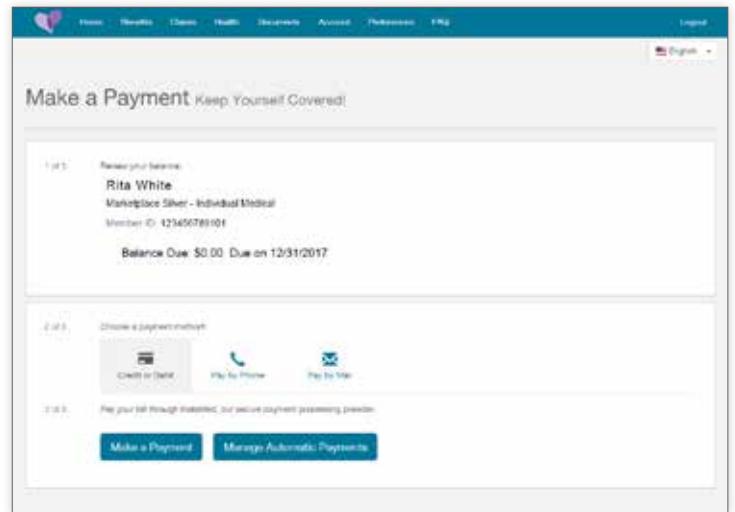 Home Benefits Claims Health Documents Account Preferences FAQ Logout
English
Make a Payment Keep Yourself Covered!
1 of 3 Review your balance.
Rita White
Marketplace Silver - Individual Medical
Member ID: 123456789101
Balance Due: $0.00 Due on 12/31/2017
2 of 3 Choose a payment method:
Credit or Debit Pay by Phone Pay by Mail
3 of 3 Pay your bill through our secure payment processing provider.
Make a Payment Manage Automatic Payments